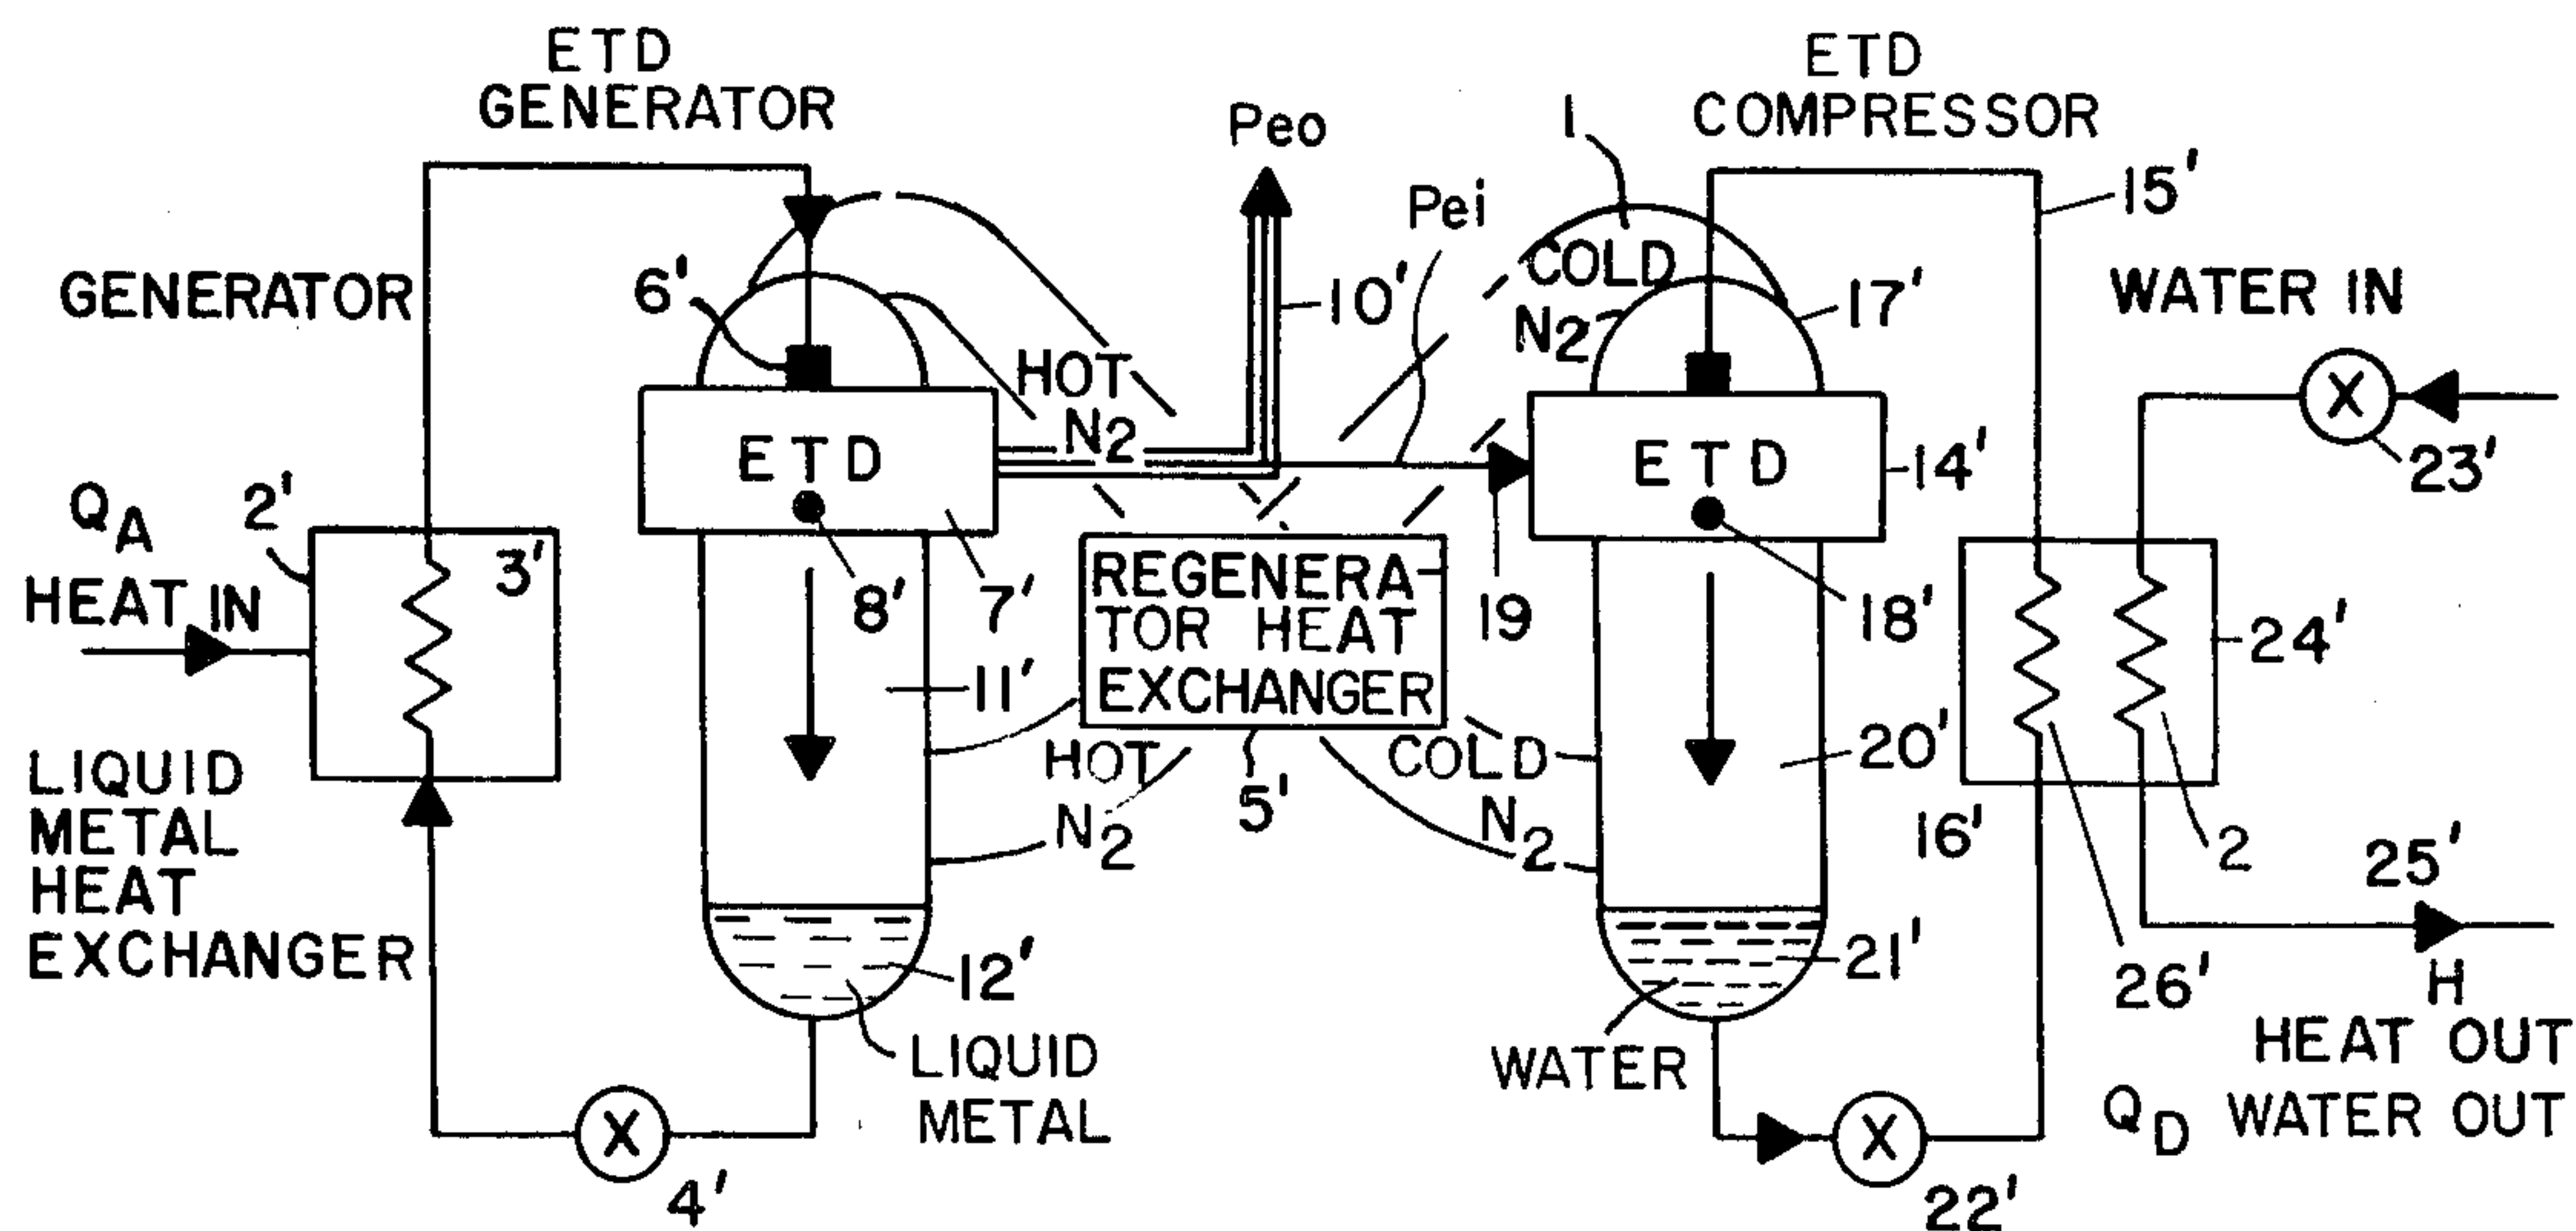 ETD
GENERATOR
ETD
COMPRESSOR
Peo
1
Pei
15'
GENERATOR
6'
10'
COLD
N2
17'
WATER IN
HOT
N2
ETD
ETD
14'
23'
QA
2'
HEAT IN
3'
8'
7'
REGENERA-
TOR HEAT
EXCHANGER
19
18'
24'
11'
LIQUID
METAL
HEAT
EXCHANGER
HOT
N2
5'
COLD
N2
20'
16'
2
25'
12'
21'
26'
H
LIQUID
METAL
WATER
HEAT OUT
QD WATER OUT
X
X
X
4'
22'